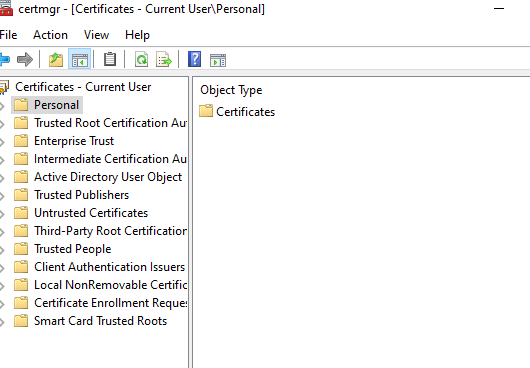 certmgr - [Certificates - Current User\Personal]
File Action View Help
Certificates - Current User
Personal
Trusted Root Certification Au
Enterprise Trust
Intermediate Certification Au
Active Directory User Object
Trusted Publishers
Untrusted Certificates
Third-Party Root Certification
Trusted People
Client Authentication Issuers
Local NonRemovable Certific
Certificate Enrollment Reques
Smart Card Trusted Roots
Object Type
Certificates